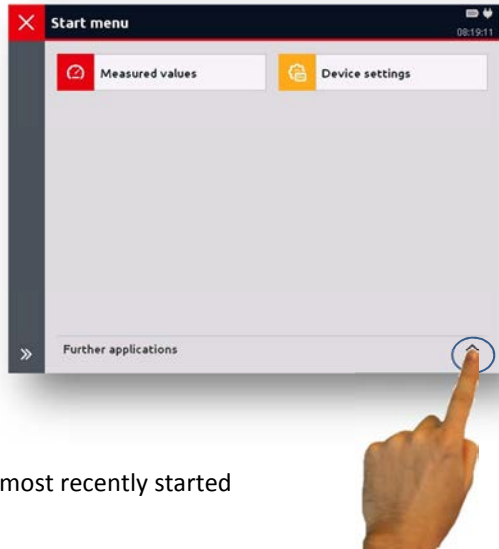 Start menu
08:19:11
Measured values
Device settings
Further applications
most recently started